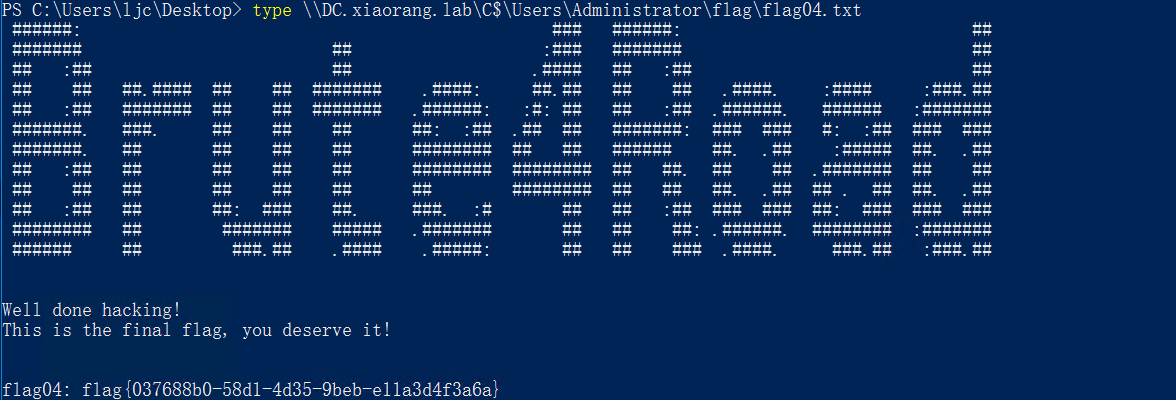 PS C:\Users\ljc\Desktop> type \\DC.xiaorang.lab\C$\Users\Administrator\flag\flag04.txt
Brute4Road
Well done hacking!
This is the final flag, you deserve it!
flag04: flag{037688b0-58d1-4d35-9beb-e11a3d4f3a6a}